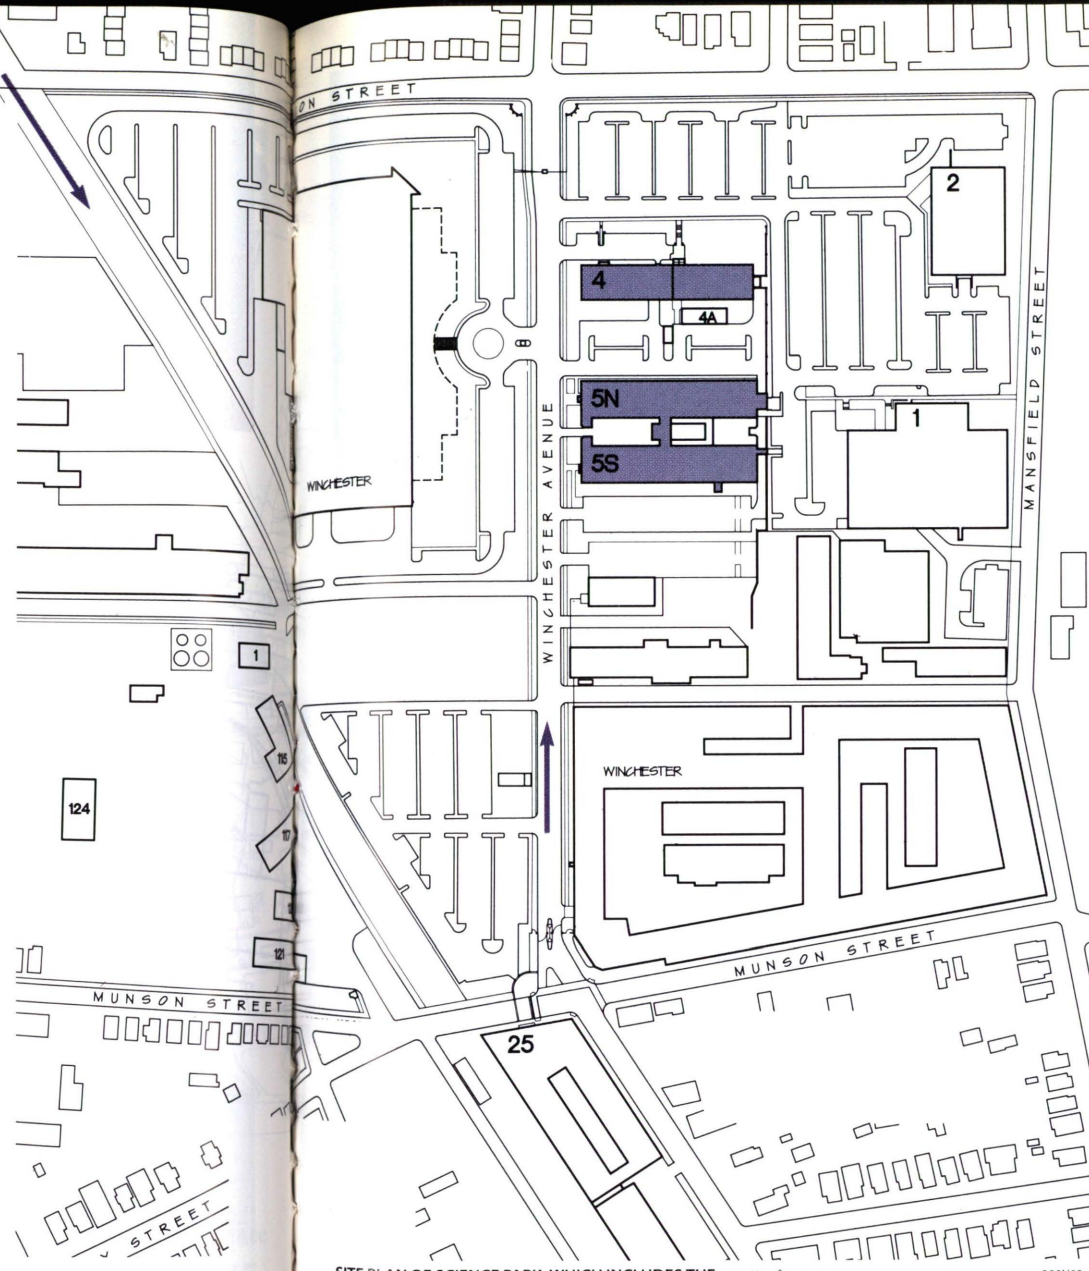 ON STREET
2
4
4A
5N
1
5S
WINCHESTER
WINCHESTER AVENUE
MANSFIELD STREET
1
115
WINCHESTER
124
117
121
MUNSON STREET
MUNSON STREET
25
STREET
SITE PLAN OF SCIENCE PARK WHICH INCLUDES THE